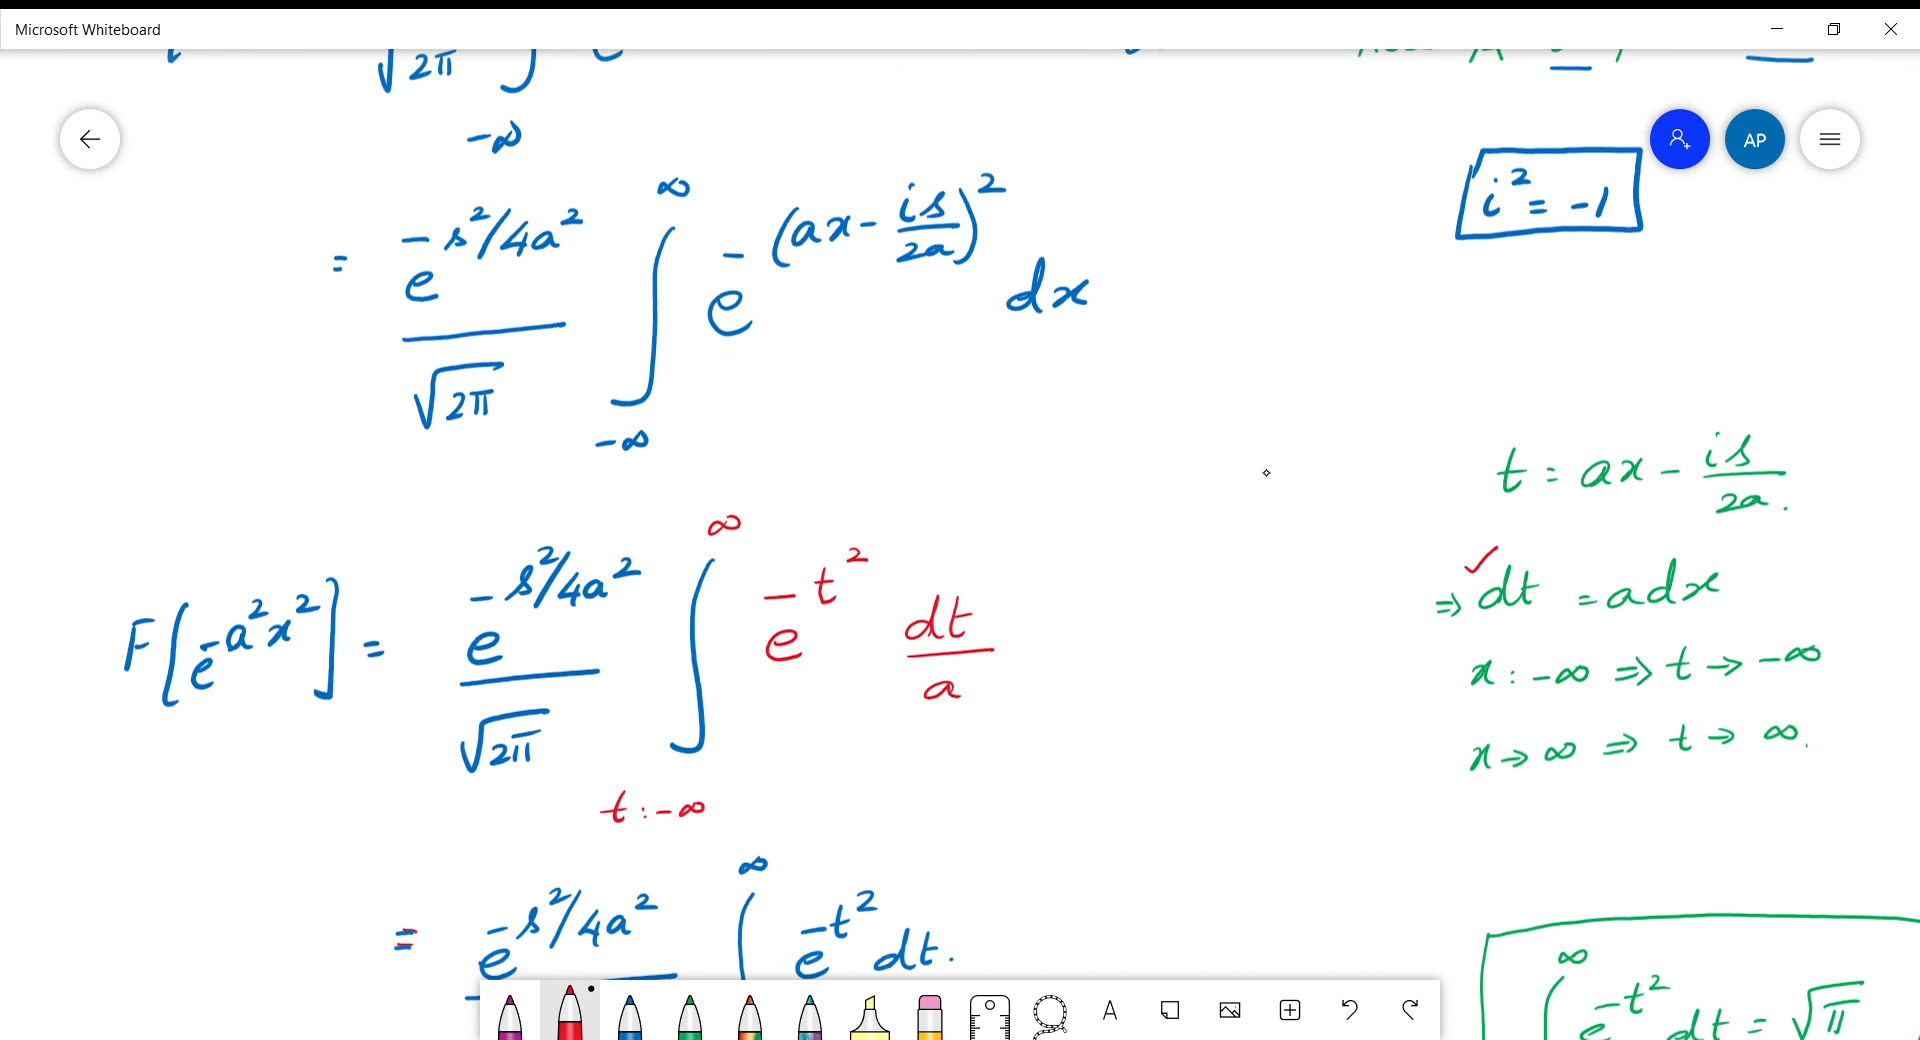 Microsoft Whiteboard
√2π
-∞
i² = -1
AP
= e^(-s²/4a²) / √2π ∫_(-∞)^(∞) e^(-(ax - is/2a)²) dx
t = ax - is/2a.
⇒ dt = adx
F[e^(-a²x²)] = e^(-s²/4a²) / √2π ∫_(t:-∞)^(∞) e^(-t²) dt/a
x : -∞ ⇒ t → -∞
x → ∞ ⇒ t → ∞.
= e^(-s²/4a²) ∫^(∞) e^(-t²) dt.
∫^(∞) e^(-t²) dt = √π
A